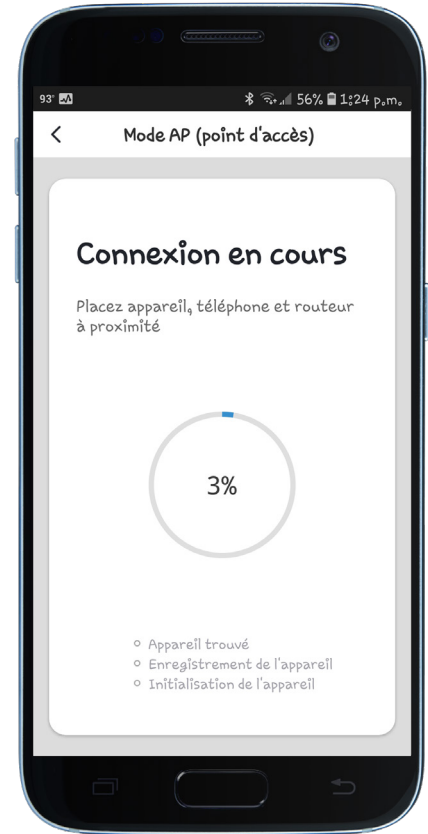 93° 56% 1:24 p.m.
Mode AP (point d'accès)
Connexion en cours
Placez appareil, téléphone et routeur
à proximité
3%
Appareil trouvé
Enregistrement de l'appareil
Initialisation de l'appareil